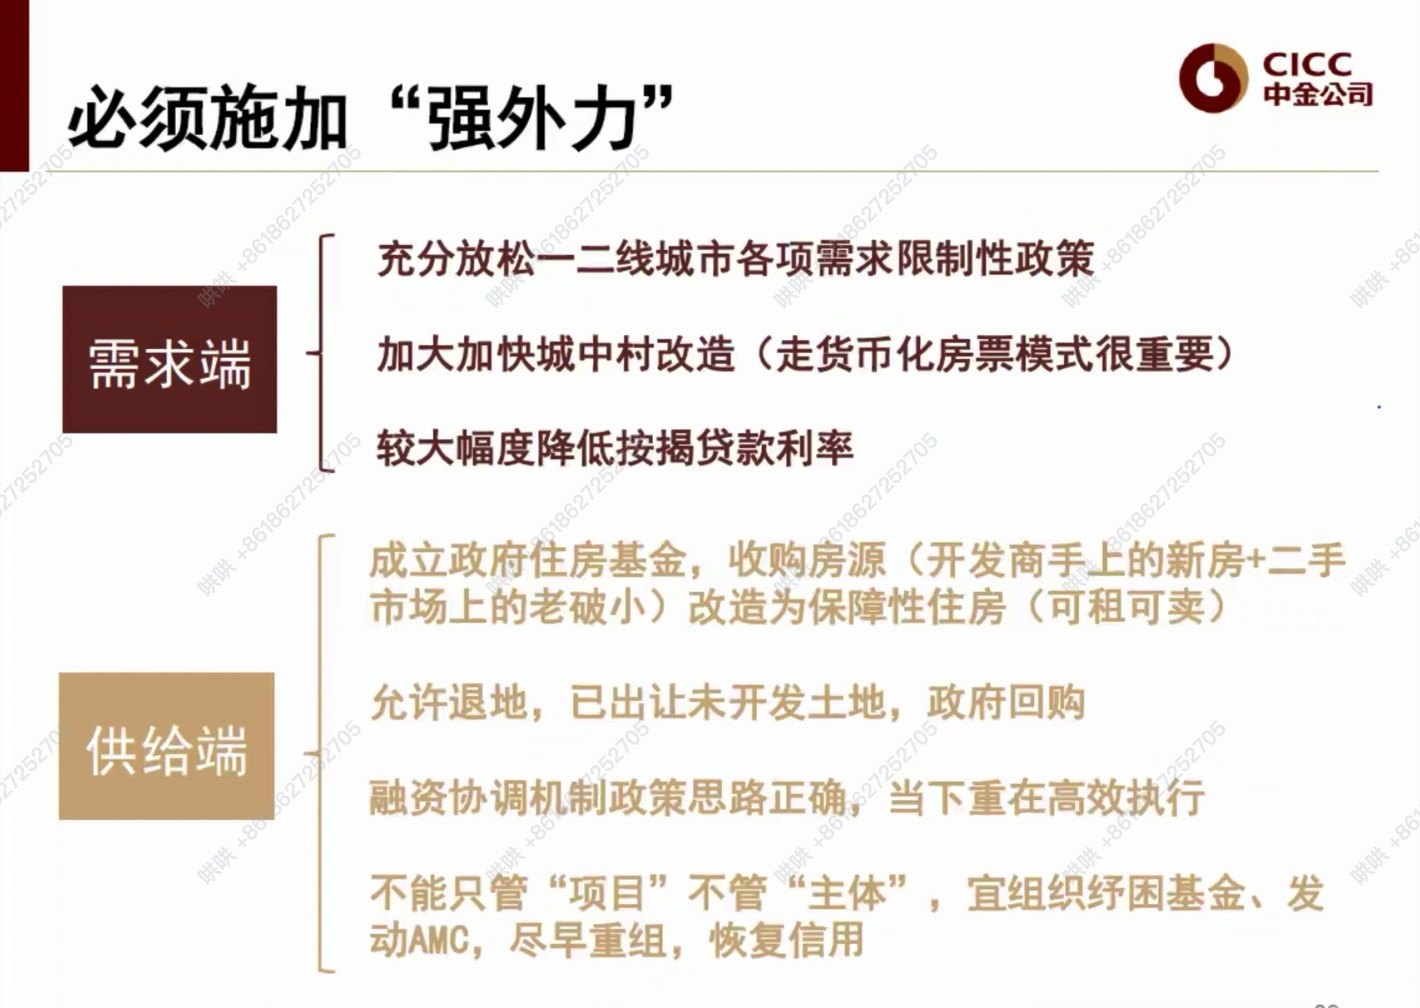 必须施加“强外力”
CICC
中金公司
需求端
充分放松一二线城市各项需求限制性政策
加大加快城中村改造（走货币化房票模式很重要）
较大幅度降低按揭贷款利率
供给端
成立政府住房基金，收购房源（开发商手上的新房+二手
市场上的老破小）改造为保障性住房（可租可卖）
允许退地，已出让未开发土地，政府回购
融资协调机制政策思路正确，当下重在高效执行
不能只管“项目”不管“主体”，宜组织纾困基金、发
动AMC，尽早重组，恢复信用
哄哄 +8618627252705